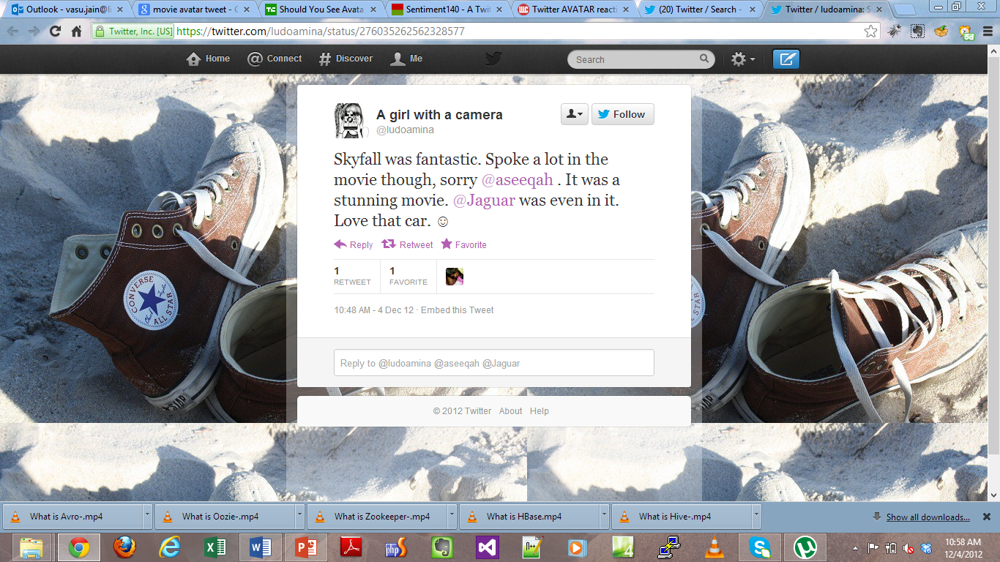 Outlook - vasu.jain@li
movie avatar tweet - G
Should You See Avata
Sentiment140 - A Twit
Twitter AVATAR reacti
(20) Twitter / Search -
Twitter / ludoamina: S
Twitter, Inc. [US] https://twitter.com/ludoamina/status/276035262562328577
5d
Home Connect Discover Me Search
A girl with a camera
@ludoamina
Follow
Skyfall was fantastic. Spoke a lot in the
movie though, sorry @aseeqah . It was a
stunning movie. @Jaguar was even in it.
Love that car. ☺
Reply Retweet Favorite
1 1
RETWEET FAVORITE
10:48 AM - 4 Dec 12 · Embed this Tweet
Reply to @ludoamina @aseeqah @Jaguar
© 2012 Twitter About Help
CONVERSE
ALL STAR
What is Avro-.mp4
What is Oozie-.mp4
What is Zookeeper-.mp4
What is HBase.mp4
What is Hive-.mp4
Show all downloads...
10:58 AM
12/4/2012